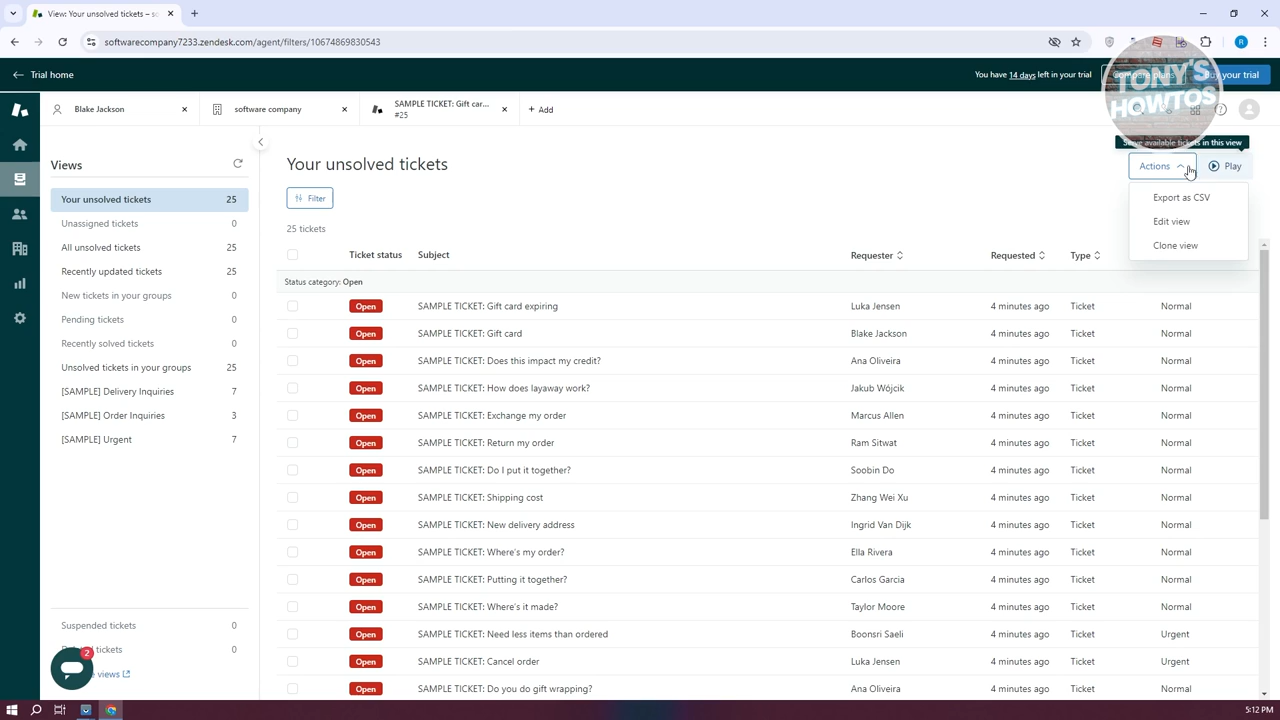 View: Your unsolved tickets – so
softwarecompany7233.zendesk.com/agent/filters/10674869830543
R
Trial home
You have 14 days left in your trial
Compare plans
Buy your trial
TONY'S
HOWTOS
Blake Jackson
software company
SAMPLE TICKET: Gift car...
#25
+ Add
Views
Your unsolved tickets 25
Unassigned tickets 0
All unsolved tickets 25
Recently updated tickets 25
New tickets in your groups 0
Pending tickets 0
Recently solved tickets 0
Unsolved tickets in your groups 25
[SAMPLE] Delivery Inquiries 7
[SAMPLE] Order Inquiries 3
[SAMPLE] Urgent 7
Suspended tickets 0
tickets 0
views
2
Your unsolved tickets
Serve available tickets in this view
Actions
Play
Export as CSV
Edit view
Clone view
Filter
25 tickets
Ticket status Subject Requester Requested Type
Status category: Open
Open SAMPLE TICKET: Gift card expiring Luka Jensen 4 minutes ago Ticket Normal
Open SAMPLE TICKET: Gift card Blake Jackson 4 minutes ago Ticket Normal
Open SAMPLE TICKET: Does this impact my credit? Ana Oliveira 4 minutes ago Ticket Normal
Open SAMPLE TICKET: How does layaway work? Jakub Wójcik 4 minutes ago Ticket Normal
Open SAMPLE TICKET: Exchange my order Marcus Allen 4 minutes ago Ticket Normal
Open SAMPLE TICKET: Return my order Ram Sitwat 4 minutes ago Ticket Normal
Open SAMPLE TICKET: Do I put it together? Soobin Do 4 minutes ago Ticket Normal
Open SAMPLE TICKET: Shipping cost Zhang Wei Xu 4 minutes ago Ticket Normal
Open SAMPLE TICKET: New delivery address Ingrid Van Dijk 4 minutes ago Ticket Normal
Open SAMPLE TICKET: Where's my order? Ella Rivera 4 minutes ago Ticket Normal
Open SAMPLE TICKET: Putting it together? Carlos Garcia 4 minutes ago Ticket Normal
Open SAMPLE TICKET: Where's it made? Taylor Moore 4 minutes ago Ticket Normal
Open SAMPLE TICKET: Need less items than ordered Boonsri Saeli 4 minutes ago Ticket Urgent
Open SAMPLE TICKET: Cancel order Luka Jensen 4 minutes ago Ticket Urgent
Open SAMPLE TICKET: Do you do gift wrapping? Ana Oliveira 4 minutes ago Ticket Normal
5:12 PM